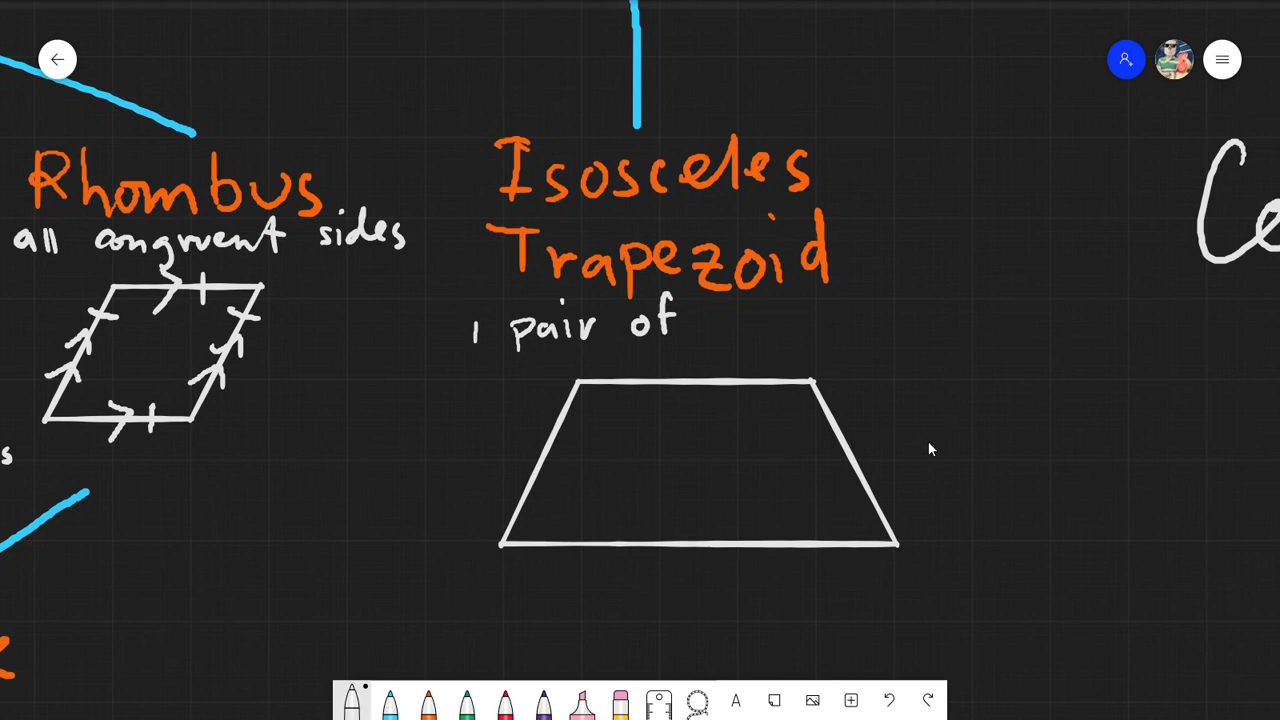 Rhombus
all congruent sides
Isosceles
Trapezoid
1 pair of
s
A